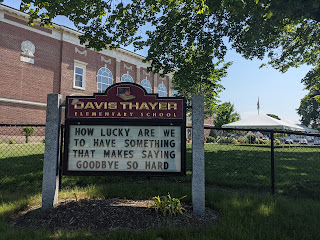 DAVIS THAYER
ELEMENTARY SCHOOL
HOW LUCKY ARE WE
TO HAVE SOMETHING
THAT MAKES SAYING
GOODBYE SO HARD